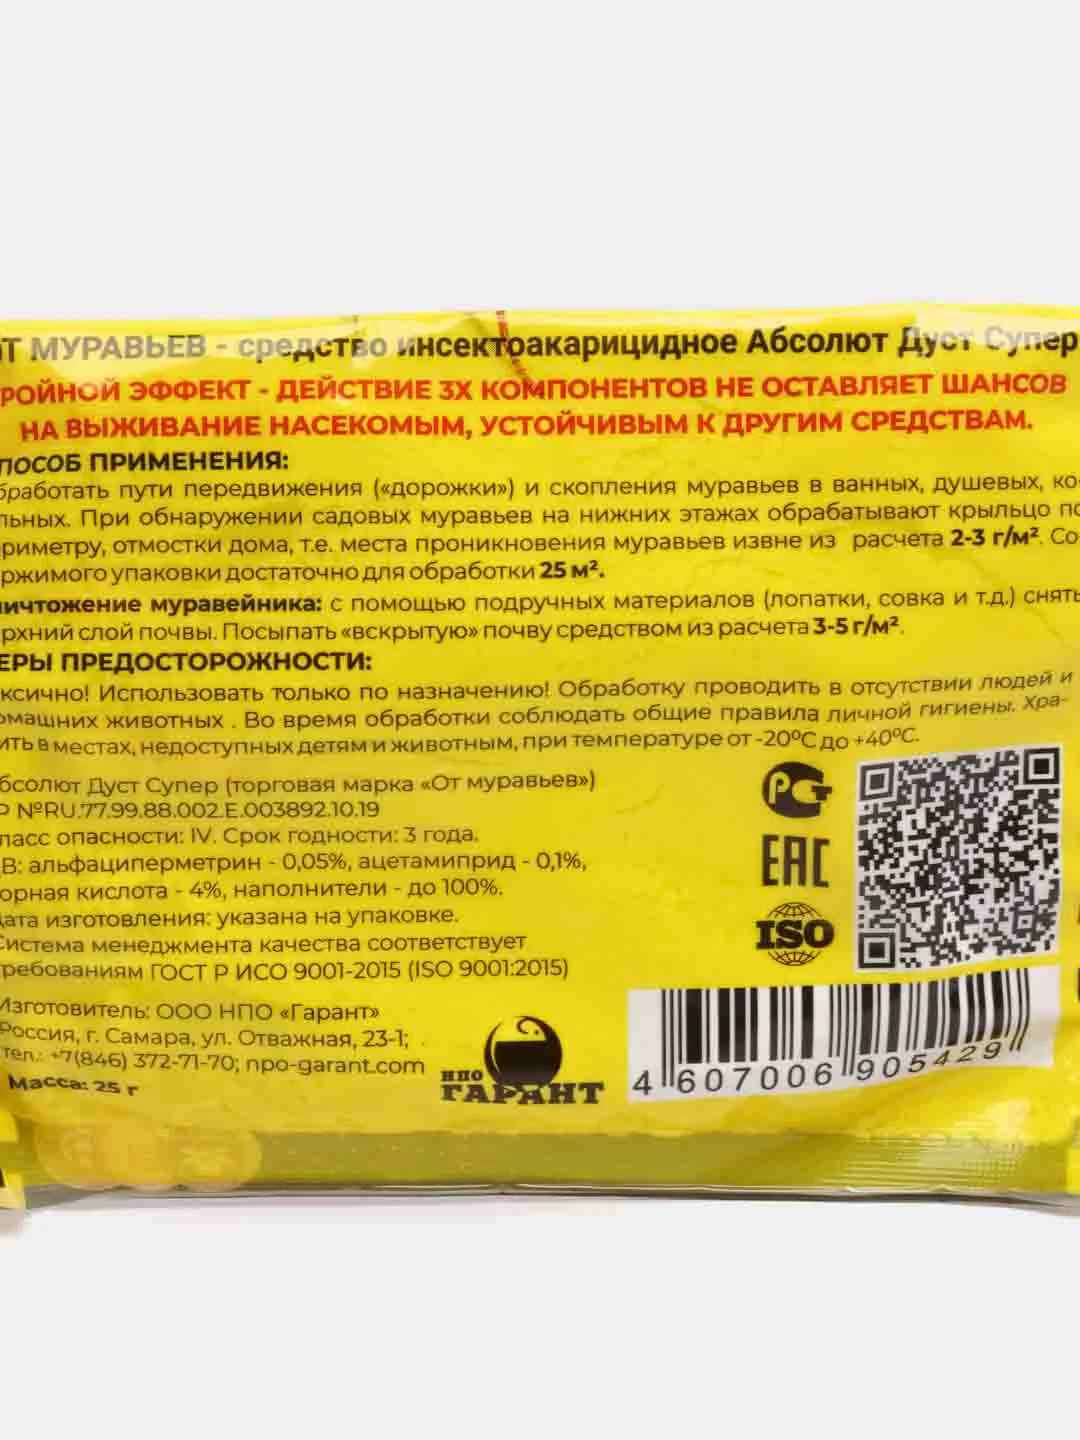 ОТ МУРАВЬЕВ - средство инсектоакарицидное Абсолют Дуст Супер
РОЙНОЙ ЭФФЕКТ - ДЕЙСТВИЕ 3Х КОМПОНЕНТОВ НЕ ОСТАВЛЯЕТ ШАНСОВ
НА ВЫЖИВАНИЕ НАСЕКОМЫМ, УСТОЙЧИВЫМ К ДРУГИМ СРЕДСТВАМ.
ПОСОБ ПРИМЕНЕНИЯ:
бработать пути передвижения («дорожки») и скопления муравьев в ванных, душевых, ко-
льных. При обнаружении садовых муравьев на нижних этажах обрабатывают крыльцо по
риметру, отмостки дома, т.е. места проникновения муравьев извне из расчета 2-3 г/м². Со-
ржимого упаковки достаточно для обработки 25 м².
ничтожение муравейника: с помощью подручных материалов (лопатки, совка и т.д.) снять
ерхний слой почвы. Посыпать «вскрытую» почву средством из расчета 3-5 г/м².
ЕРЫ ПРЕДОСТОРОЖНОСТИ:
ксично! Использовать только по назначению! Обработку проводить в отсутствии людей и
омашних животных . Во время обработки соблюдать общие правила личной гигиены. Хра-
ить в местах, недоступных детям и животным, при температуре от -20ºС до +40ºС.
бсолют Дуст Супер (торговая марка «От муравьев»)
Р №RU.77.99.88.002.Е.003892.10.19
ласс опасности: IV. Срок годности: 3 года.
В: альфациперметрин - 0,05%, ацетамиприд - 0,1%,
орная кислота - 4%, наполнители - до 100%.
ата изготовления: указана на упаковке.
Система менеджмента качества соответствует
требованиям ГОСТ Р ИСО 9001-2015 (ISO 9001:2015)
Изготовитель: ООО НПО «Гарант»
Россия, г. Самара, ул. Отважная, 23-1;
тел.: +7(846) 372-71-70; npo-garant.com
Масса: 25 г
РСТ
ЕАС
ISO
НПО
ГАРАНТ
4 607006 905429